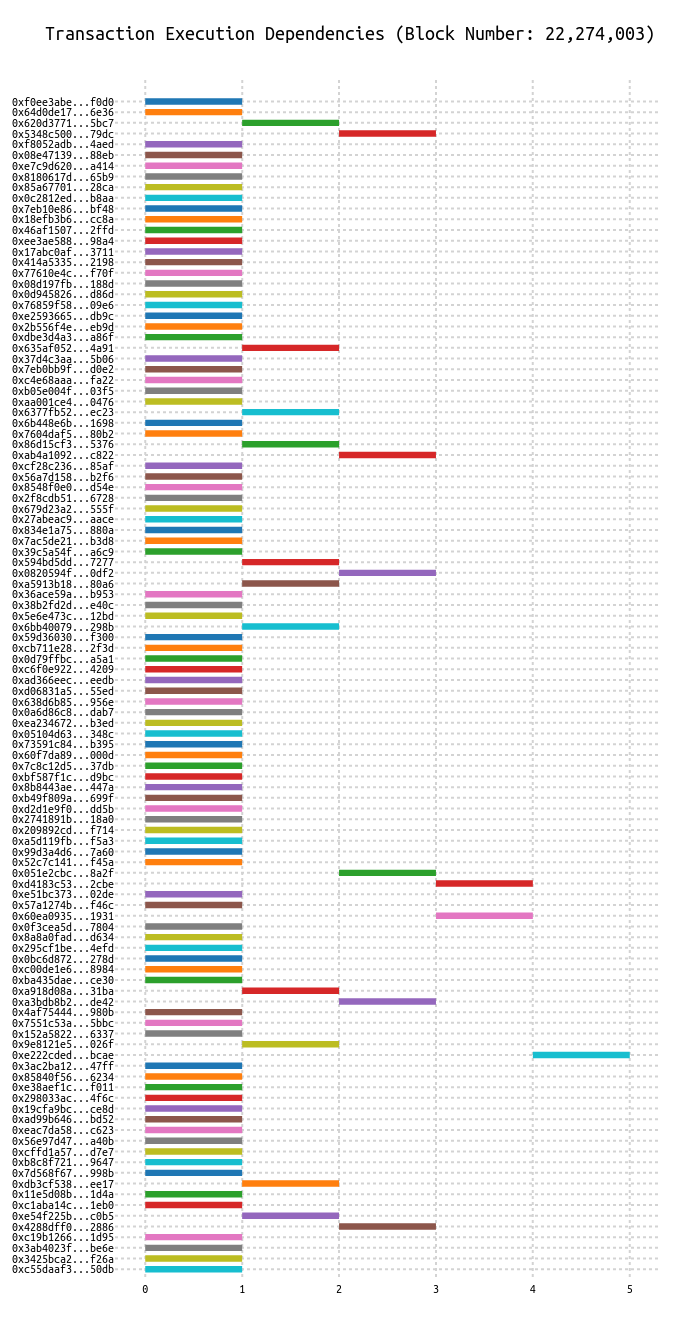 Transaction Execution Dependencies (Block Number: 22,274,003)
0xf0ee3abe...f0d0
0x64d0de17...6e36
0x620d3771...5bc7
0x5348c500...79dc
0xf8052adb...4aed
0x08e47139...88eb
0xe7c9d620...a414
0x8180617d...65b9
0x85a67701...28ca
0x0c2812ed...b8aa
0x7eb10e86...bf48
0x18efb3b6...cc8a
0x46af1507...2ffd
0xee3ae588...98a4
0x17abc0af...3711
0x414a5335...2198
0x77610e4c...f70f
0x08d197fb...188d
0x0d945826...d86d
0x76859f58...09e6
0xe2593665...db9c
0x2b556f4e...eb9d
0xdbe3d4a3...a86f
0x635af052...4a91
0x37d4c3aa...5b06
0x7eb0bb9f...d0e2
0xc4e68aaa...fa22
0xb05e004f...03f5
0xaa001ce4...0476
0x6377fb52...ec23
0x6b448e6b...1698
0x7604daf5...80b2
0x86d15cf3...5376
0xab4a1092...c822
0xcf28c236...85af
0x56a7d158...b2f6
0x8548f0e0...d54e
0x2f8cdb51...6728
0x679d23a2...555f
0x27abeac9...aace
0x834e1a75...880a
0x7ac5de21...b3d8
0x39c5a54f...a6c9
0x594bd5dd...7277
0x0820594f...0df2
0xa5913b18...80a6
0x36ace59a...b953
0x38b2fd2d...e40c
0x5e6e473c...12bd
0x6bb40079...298b
0x59d36030...f300
0xcb711e28...2f3d
0x0d79ffbc...a5a1
0xc6f0e922...4209
0xad366eec...eedb
0xd06831a5...55ed
0x638d6b85...956e
0x0a6d86c8...dab7
0xea234672...b3ed
0x05104d63...348c
0x73591c84...b395
0x60f7da89...000d
0x7c8c12d5...37db
0xbf587f1c...d9bc
0x8b8443ae...447a
0xb49f809a...699f
0xd2d1e9f0...dd5b
0x2741891b...18a0
0x209892cd...f714
0xa5d119fb...f5a3
0x99d3a4d6...7a60
0x52c7c141...f45a
0x051e2cbc...8a2f
0xd4183c53...2cbe
0xe51bc373...02de
0x57a1274b...f46c
0x60ea0935...1931
0x0f3cea5d...7804
0x8a8a0fad...d634
0x295cf1be...4efd
0x0bc6d872...278d
0xc00de1e6...8984
0xba435dae...ce30
0xa918d08a...31ba
0xa3bdb8b2...de42
0x4af75444...980b
0x7551c53a...5bbc
0x152a5822...6337
0x9e8121e5...026f
0xe222cded...bcae
0x3ac2ba12...47ff
0x85840f56...6234
0xe38aef1c...f011
0x298033ac...4f6c
0x19cfa9bc...ce8d
0xad99b646...bd52
0xeac7da58...c623
0x56e97d47...a40b
0xcffd1a57...d7e7
0xb8c8f721...9647
0x7d568f67...998b
0xdb3cf538...ee17
0x11e5d08b...1d4a
0xc1aba14c...1eb0
0xe54f225b...c0b5
0x4288dff0...2886
0xc19b1266...1d95
0x3ab4023f...be6e
0x3425bca2...f26a
0xc55daaf3...50db
0 1 2 3 4 5